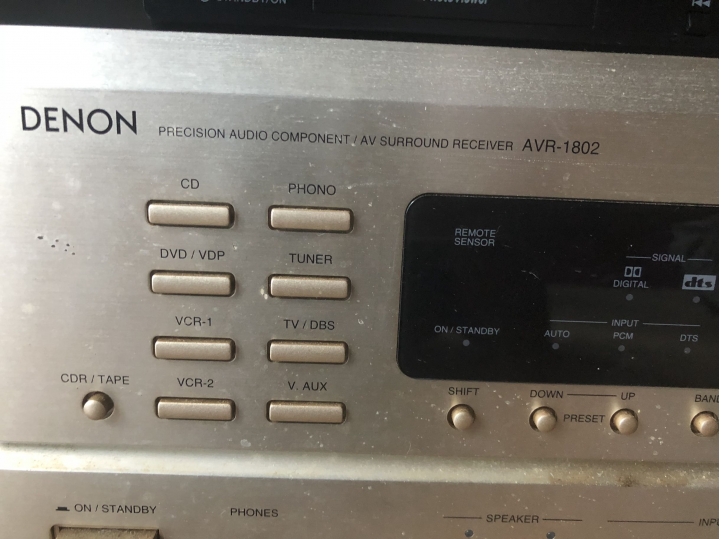 DENON PRECISION AUDIO COMPONENT / AV SURROUND RECEIVER AVR-1802
CD PHONO
REMOTE
SENSOR
DVD / VDP TUNER
SIGNAL
DIGITAL dts
VCR-1 TV / DBS
ON / STANDBY
INPUT
AUTO PCM DTS
CDR / TAPE VCR-2 V. AUX
SHIFT DOWN UP
PRESET
ON / STANDBY PHONES SPEAKER